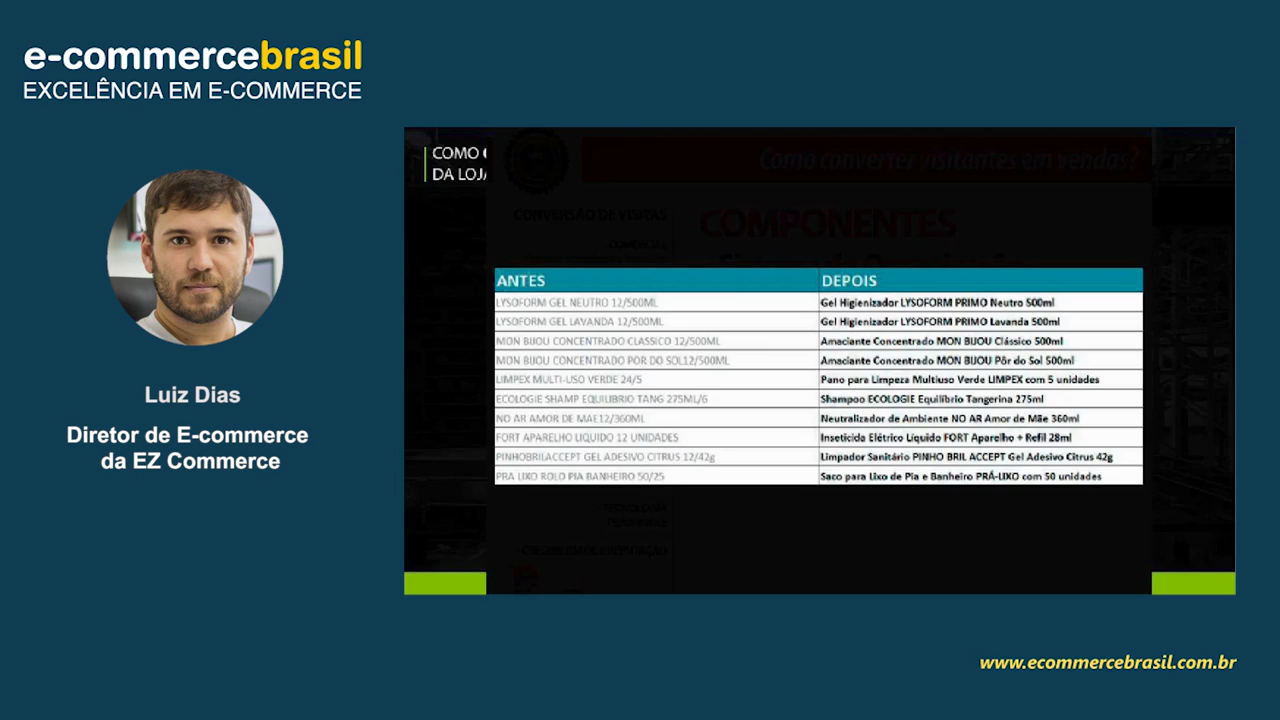 e-commercebrasil
EXCELÊNCIA EM E-COMMERCE
COMO
DA LOJA
Como converter visitantes em vendas?
CONVERSÃO DE VISITAS
COMPONENTES
ANTES DEPOIS
LYSOFORM GEL NEUTRO 12/500ML Gel Higienizador LYSOFORM PRIMO Neutro 500ml
LYSOFORM GEL LAVANDA 12/500ML Gel Higienizador LYSOFORM PRIMO Lavanda 500ml
MON BIJOU CONCENTRADO CLASSICO 12/500ML Amaciante Concentrado MON BIJOU Clássico 500ml
MON BIJOU CONCENTRADO POR DO SOL12/500ML Amaciante Concentrado MON BIJOU Pôr do Sol 500ml
LIMPEX MULTI-USO VERDE 24/5 Pano para Limpeza Multiuso Verde LIMPEX com 5 unidades
ECOLOGIE SHAMP EQUILIBRIO TANG 275ML/6 Shampoo ECOLOGIE Equilíbrio Tangerina 275ml
NO AR AMOR DE MAE12/360ML Neutralizador de Ambiente NO AR Amor de Mãe 360ml
FORT APARELHO LIQUIDO 12 UNIDADES Inseticida Elétrico Líquido FORT Aparelho + Refil 28ml
PINHOBRILACCEPT GEL ADESIVO CITRUS 12/42g Limpador Sanitário PINHO BRIL ACCEPT Gel Adesivo Citrus 42g
PRA LIXO ROLO PIA BANHEIRO 50/25 Saco para Lixo de Pia e Banheiro PRÁ-LIXO com 50 unidades
Luiz Dias
Diretor de E-commerce
da EZ Commerce
www.ecommercebrasil.com.br